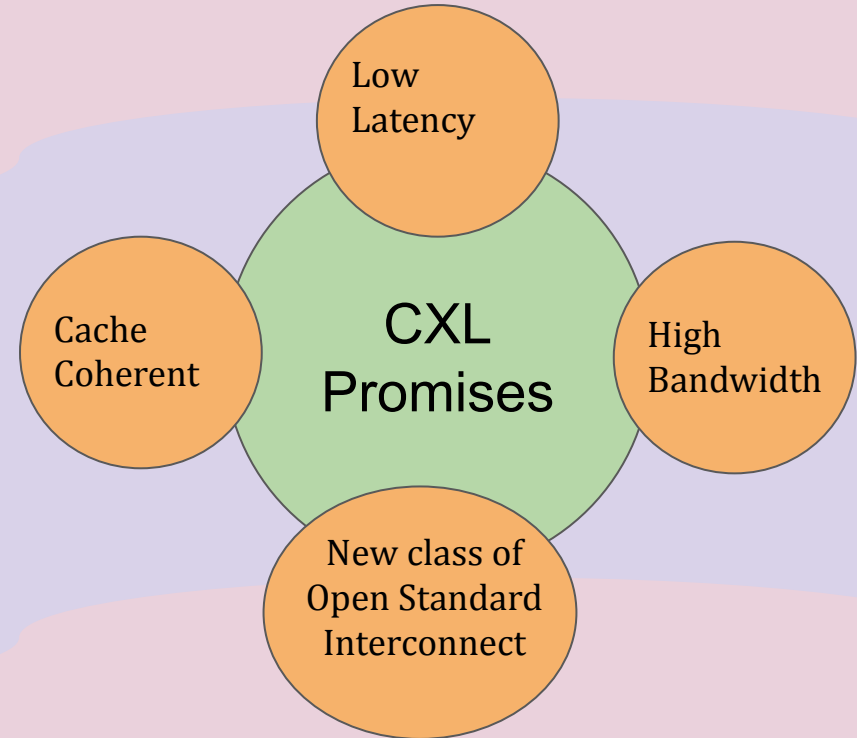 Low
Latency
Cache
Coherent
CXL
Promises
High
Bandwidth
New class of
Open Standard
Interconnect